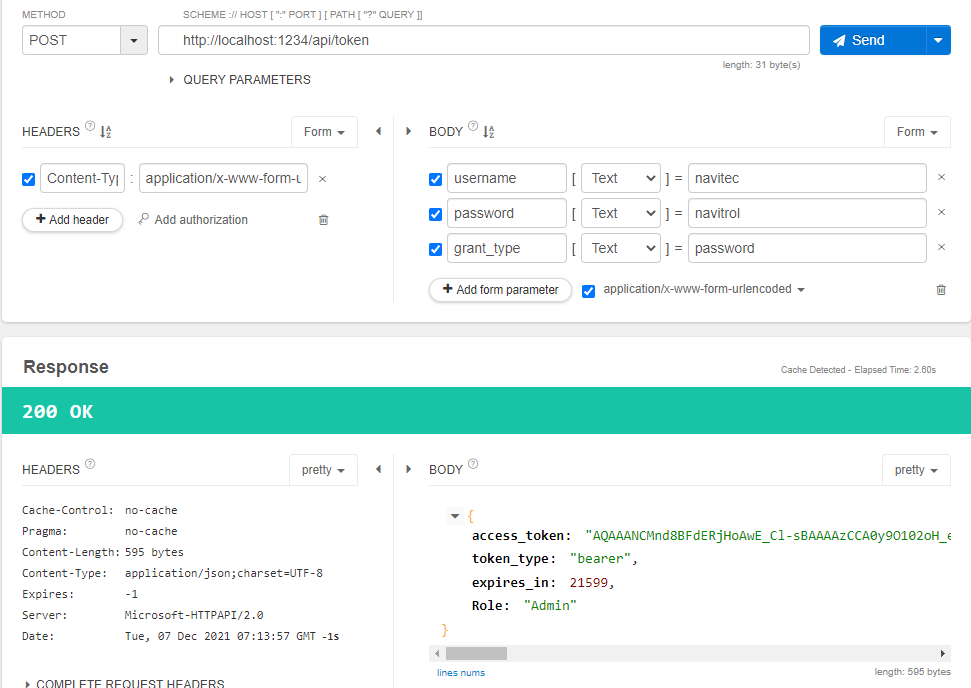 METHOD SCHEME :// HOST [ ":" PORT ] [ PATH [ "?" QUERY ]]
POST http://localhost:1234/api/token Send
length: 31 byte(s)
QUERY PARAMETERS
HEADERS ? Form BODY ? Form
Content-Typ : application/x-www-form-u × username [ Text ] = navitec ×
+ Add header Add authorization password [ Text ] = navitrol ×
grant_type [ Text ] = password ×
+ Add form parameter application/x-www-form-urlencoded
Response
Cache Detected - Elapsed Time: 2.60s
200 OK
HEADERS ? pretty BODY ? pretty
Cache-Control: no-cache
Pragma: no-cache
Content-Length: 595 bytes
Content-Type: application/json;charset=UTF-8
Expires: -1
Server: Microsoft-HTTPAPI/2.0
Date: Tue, 07 Dec 2021 07:13:57 GMT -1s
{
access_token: "AQAAANCMnd8BFdERjHoAwE_Cl-sBAAAAzCCA0y9O102oH_e
token_type: "bearer",
expires_in: 21599,
Role: "Admin"
}
lines nums length: 595 bytes
COMPLETE REQUEST HEADERS